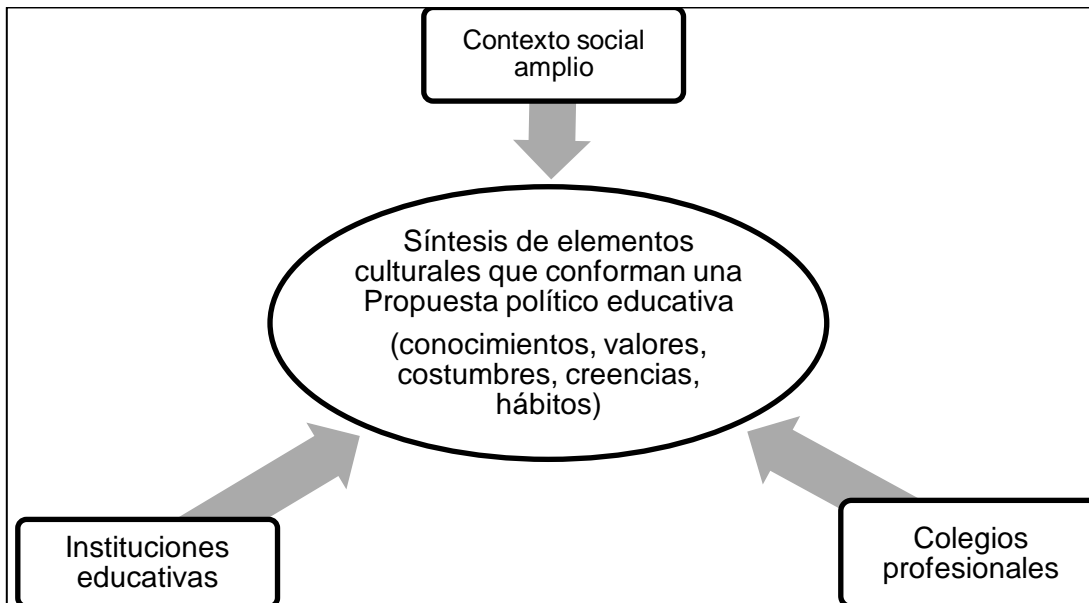 Contexto social
amplio
Síntesis de elementos
culturales que conforman una
Propuesta político educativa
(conocimientos, valores,
costumbres, creencias,
hábitos)
Instituciones
educativas
Colegios
profesionales